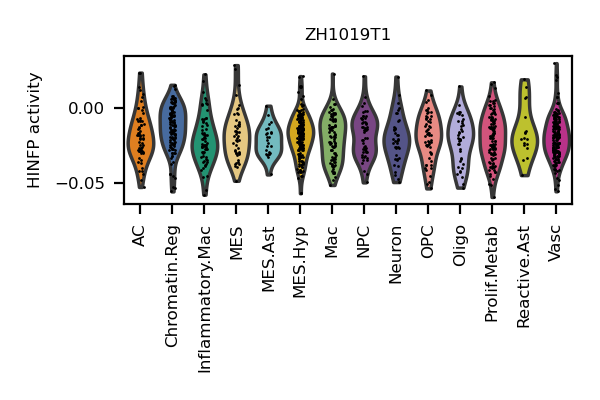 ZH1019T1
HINFP activity
0.00
−0.05
AC
Chromatin.Reg
Inflammatory.Mac
MES
MES.Ast
MES.Hyp
Mac
NPC
Neuron
OPC
Oligo
Prolif.Metab
Reactive.Ast
Vasc